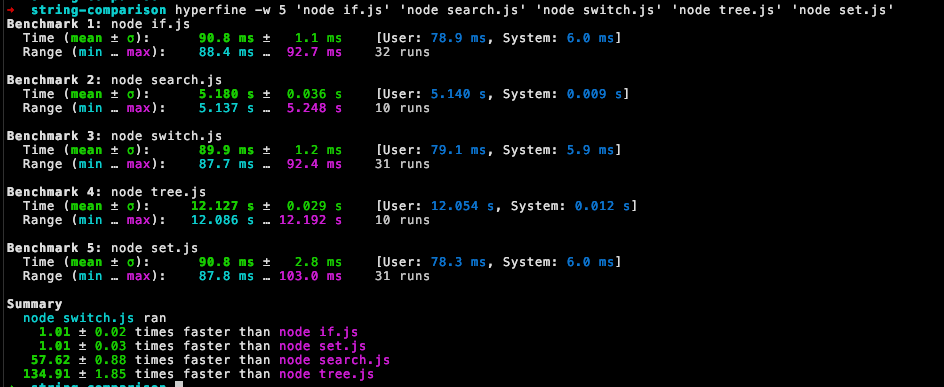 ➜ string-comparison hyperfine -w 5 'node if.js' 'node search.js' 'node switch.js' 'node tree.js' 'node set.js'
Benchmark 1: node if.js
Time (mean ± σ): 90.8 ms ± 1.1 ms [User: 78.9 ms, System: 6.0 ms]
Range (min … max): 88.4 ms … 92.7 ms 32 runs
Benchmark 2: node search.js
Time (mean ± σ): 5.180 s ± 0.036 s [User: 5.140 s, System: 0.009 s]
Range (min … max): 5.137 s … 5.248 s 10 runs
Benchmark 3: node switch.js
Time (mean ± σ): 89.9 ms ± 1.2 ms [User: 79.1 ms, System: 5.9 ms]
Range (min … max): 87.7 ms … 92.4 ms 31 runs
Benchmark 4: node tree.js
Time (mean ± σ): 12.127 s ± 0.029 s [User: 12.054 s, System: 0.012 s]
Range (min … max): 12.086 s … 12.192 s 10 runs
Benchmark 5: node set.js
Time (mean ± σ): 90.8 ms ± 2.8 ms [User: 78.3 ms, System: 6.0 ms]
Range (min … max): 87.8 ms … 103.0 ms 31 runs
Summary
node switch.js ran
1.01 ± 0.02 times faster than node if.js
1.01 ± 0.03 times faster than node set.js
57.62 ± 0.88 times faster than node search.js
134.91 ± 1.85 times faster than node tree.js
string-comparison